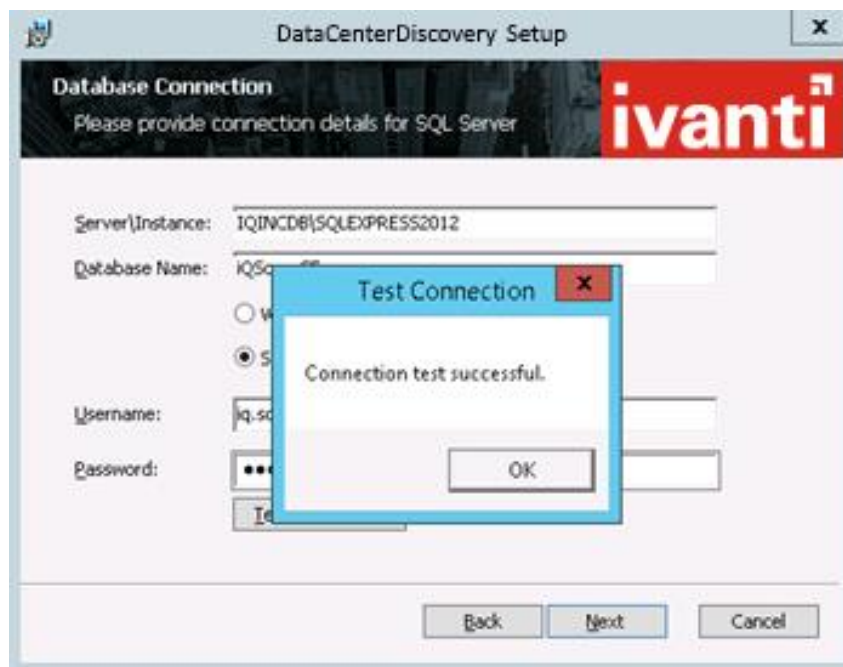 DataCenterDiscovery Setup
Database Connection
Please provide connection details for SQL Server
ivanti
Server\Instance: IQINCDB\SQLEXPRESS2012
Database Name:
Test Connection
Connection test successful.
OK
Username:
Password:
Back Next Cancel